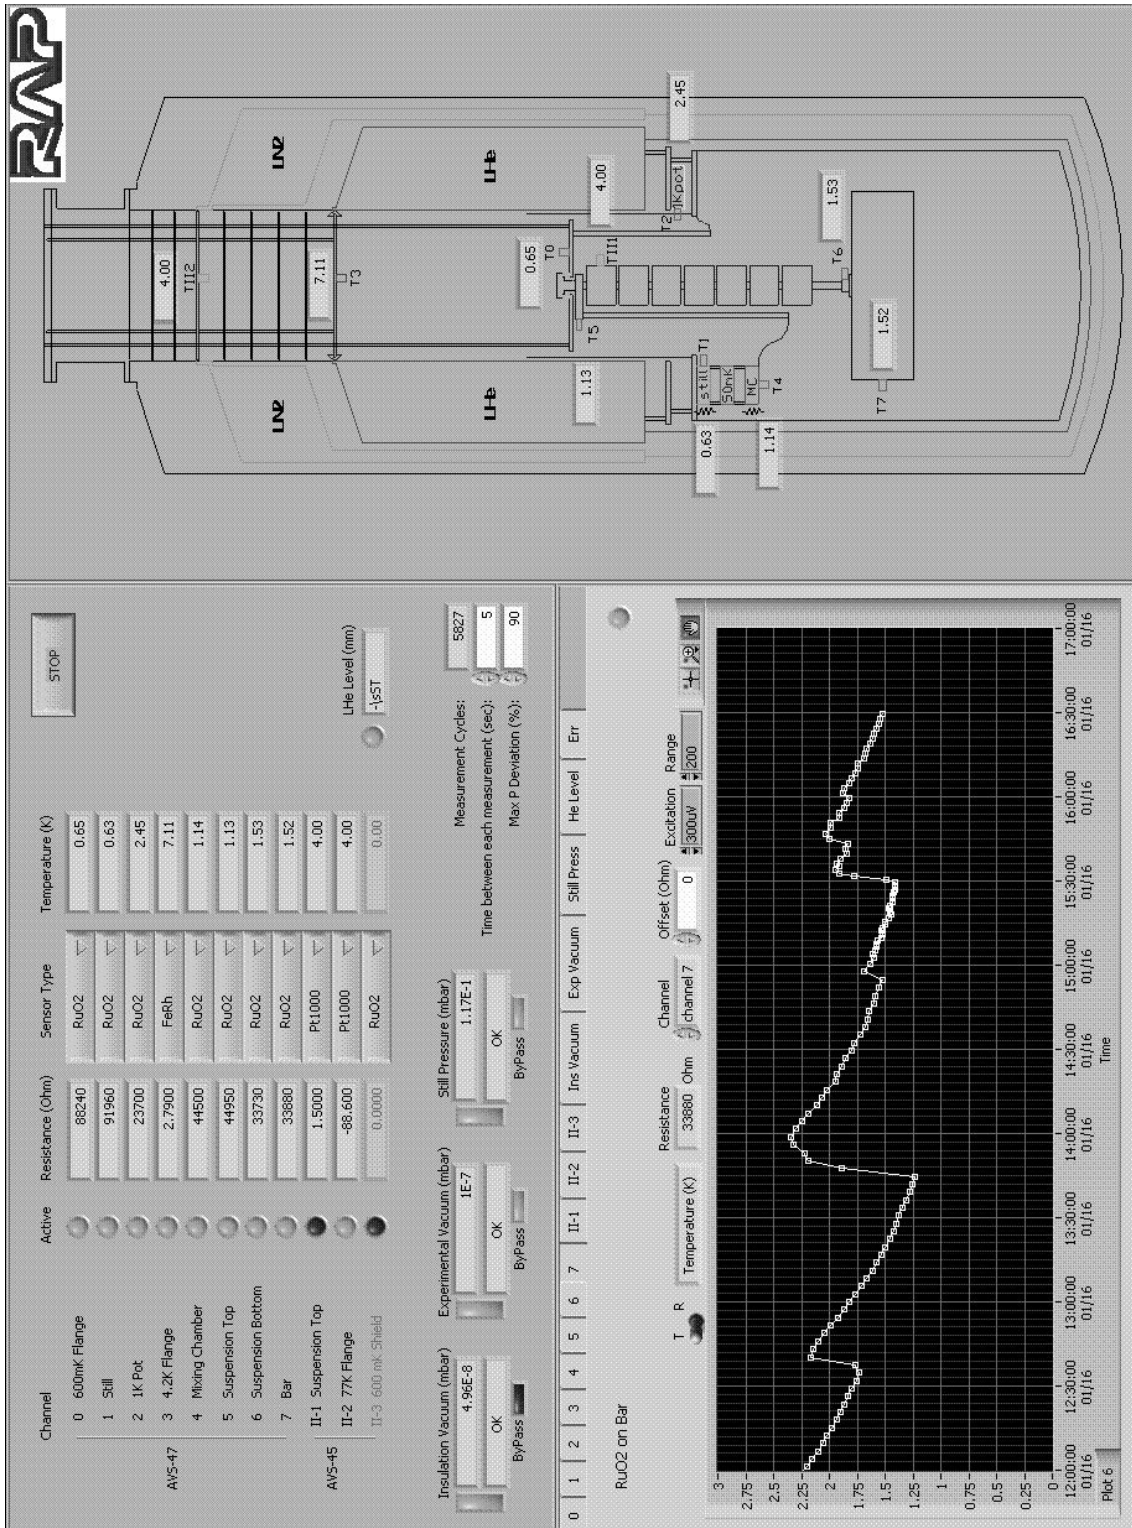 Channel Active Resistance (Ohm) Sensor Type Temperature (K)
STOP
AVS-47
0 600mK Flange 88240 RuO2 0.65
1 Still 91960 RuO2 0.63
2 1K Pot 23700 RuO2 2.45
3 4.2K Flange 2.7900 FeRh 7.11
4 Mixing Chamber 44500 RuO2 1.14
5 Suspension Top 44950 RuO2 1.13
6 Suspension Bottom 33730 RuO2 1.53
7 Bar 33880 RuO2 1.52
AVS-45
II-1 Suspension Top 1.5000 Pt1000 4.00
II-2 77K Flange -88.600 Pt1000 4.00
II-3 600 mK Shield 0.0000 RuO2 0.00
LHe Level (mm)
-\sST
Insulation Vacuum (mbar) Experimental Vacuum (mbar) Still Pressure (mbar)
4.96E-8 1E-7 1.17E-1
OK OK OK
ByPass ByPass ByPass
Measurement Cycles: 5827
Time between each measurement (sec): 5
Max P Deviation (%): 90
0 1 2 3 4 5 6 7 II-1 II-2 II-3 Ins Vacuum Exp Vacuum Still Press He Level Err
RuO2 on Bar
T R
Temperature (K)
Resistance
33880 Ohm
Channel
channel 7
Offset (Ohm)
0
Excitation
300uV
Range
200
3
2.75
2.5
2.25
2
1.75
1.5
1.25
1
0.75
0.5
0.25
0
12:00:00 12:30:00 13:00:00 13:30:00 14:00:00 14:30:00 15:00:00 15:30:00 16:00:00 16:30:00 17:00:00
01/16 01/16 01/16 01/16 01/16 01/16 01/16 01/16 01/16 01/16 01/16
Time
Plot 6
RAP
4.00
TII2
LN2 LN2
7.11
T3
LHe LHe
0.65
T0
1.13
T5
TII1
4.00
2.45
T2
1Kpot
still
T1
50mK
MC
T4
0.63
1.14
T6
1.53
T7
1.52